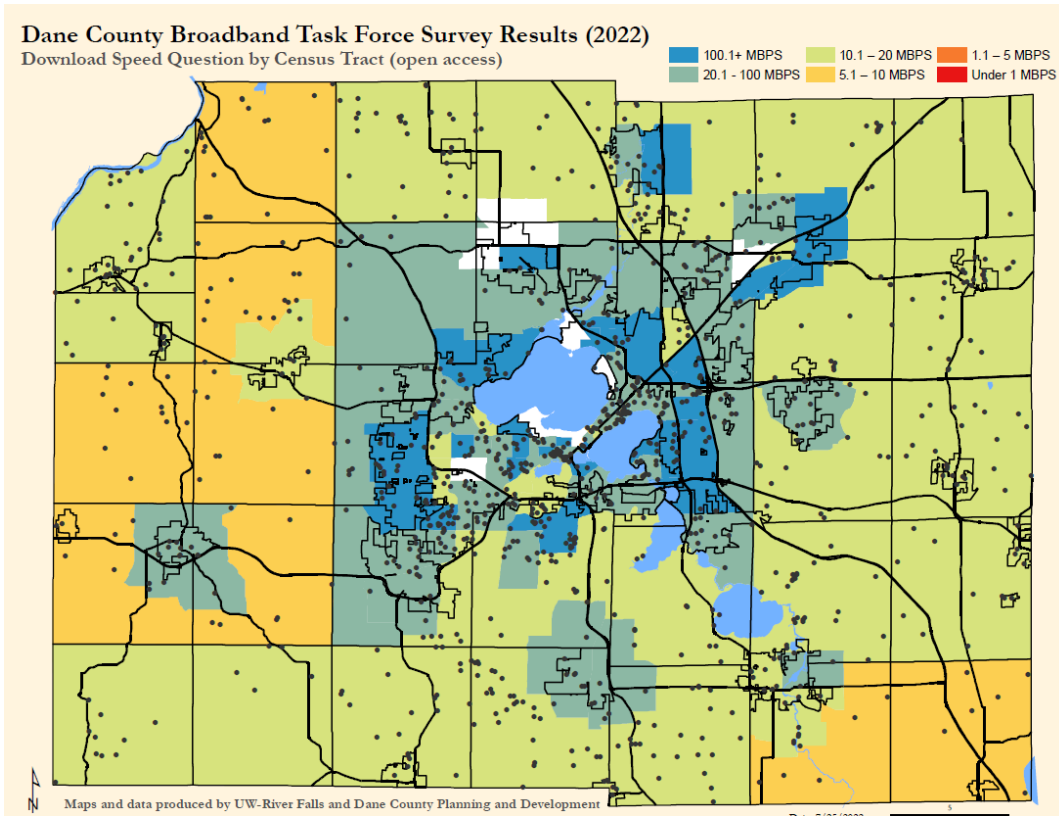 Dane County Broadband Task Force Survey Results (2022)
Download Speed Question by Census Tract (open access)
100.1+ MBPS
10.1 – 20 MBPS
1.1 – 5 MBPS
20.1 - 100 MBPS
5.1 – 10 MBPS
Under 1 MBPS
N
Maps and data produced by UW-River Falls and Dane County Planning and Development
5